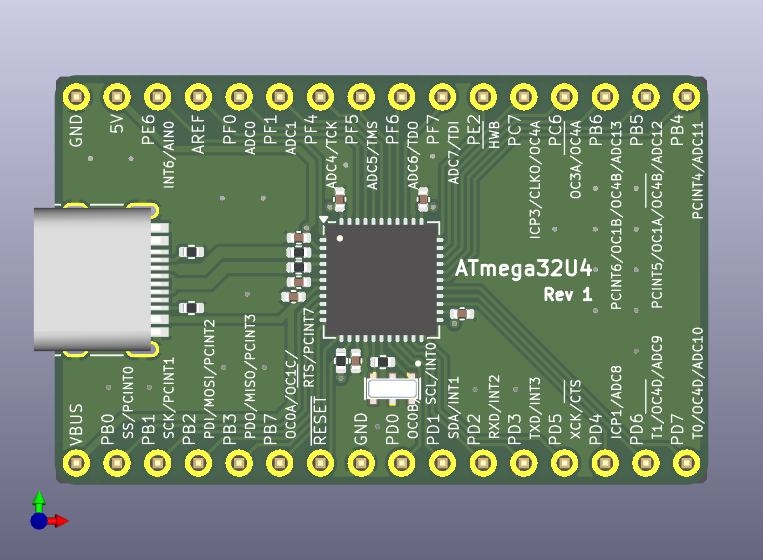 GND
5V
PE6
INT6/AIN0
AREF
PF0
ADC0
PF1
ADC1
PF4
ADC4/TCK
PF5
ADC5/TMS
PF6
ADC6/TDO
PF7
ADC7/TDI
PE2
HWB
PC7
ICP3/CLKO/OC4A
PC6
OC3A/OC4A
PB6
PCINT6/OC1B/OC4B/ADC13
PB5
PCINT5/OC1A/OC4B/ADC12
PB4
PCINT4/ADC11
ATmega32U4
Rev 1
VBUS
PB0
SS/PCINT0
PB1
SCK/PCINT1
PB2
PDI/MOSI/PCINT2
PB3
PDO/MISO/PCINT3
PB7
OC0A/OC1C/
RTS/PCINT7
RESET
GND
PD0
OC0B/
SCL/INT0
PD1
SDA/INT1
PD2
RXD/INT2
PD3
TXD/INT3
PD5
XCK/CTS
PD4
ICP1/ADC8
PD6
T1/OC4D/ADC9
PD7
T0/OC4D/ADC10